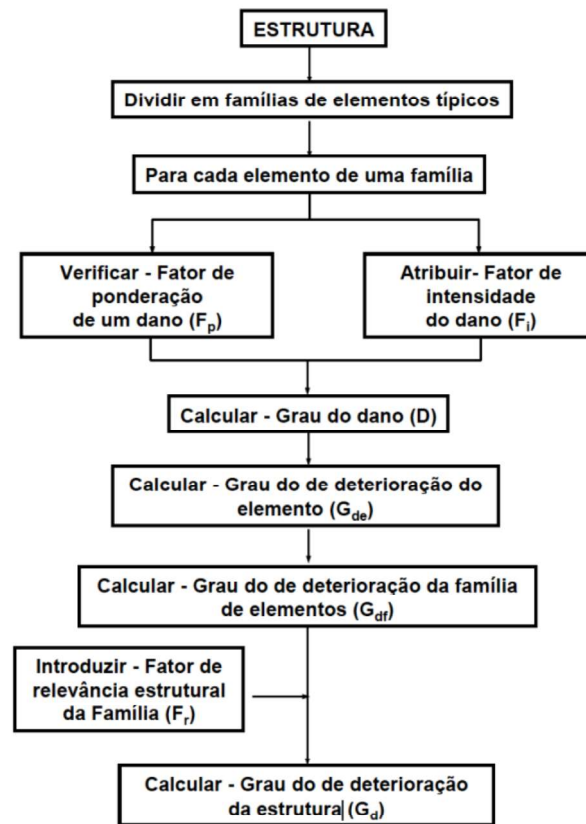 ESTRUTURA
Dividir em famílias de elementos típicos
Para cada elemento de uma família
Verificar - Fator de
ponderação
de um dano (Fp)
Atribuir- Fator de
intensidade
do dano (Fi)
Calcular - Grau do dano (D)
Calcular - Grau do de deterioração do
elemento (Gde)
Calcular - Grau do de deterioração da família
de elementos (Gdf)
Introduzir - Fator de
relevância estrutural
da Família (Fr)
Calcular - Grau do de deterioração
da estrutura (Gd)